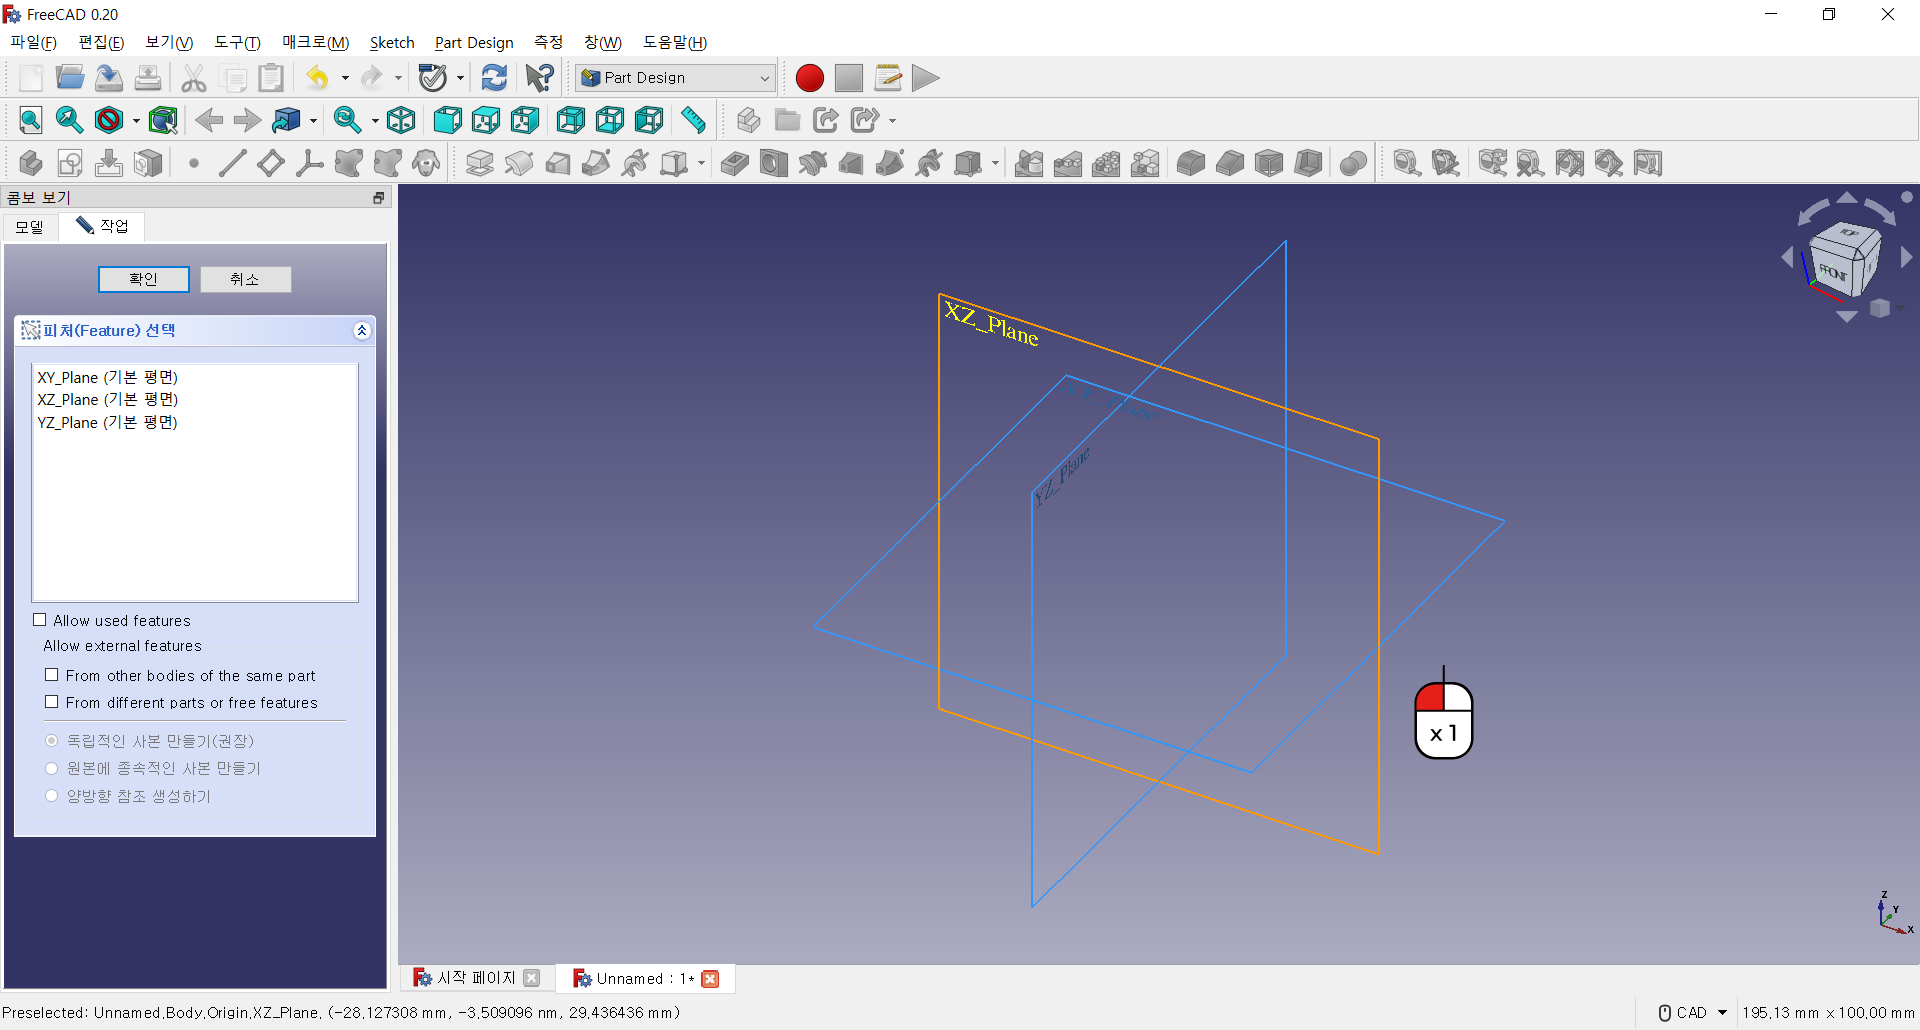 FreeCAD 0.20
파일(F) 편집(E) 보기(V) 도구(T) 매크로(M) Sketch Part Design 측정 창(W) 도움말(H)
Part Design
콤보 보기
모델 작업
확인 취소
피처(Feature) 선택
XY_Plane (기본 평면)
XZ_Plane (기본 평면)
YZ_Plane (기본 평면)
Allow used features
Allow external features
From other bodies of the same part
From different parts or free features
독립적인 사본 만들기(권장)
원본에 종속적인 사본 만들기
양방향 참조 생성하기
XZ_Plane
YZ_Plane
TOP
FRONT
x 1
Z
Y
X
시작 페이지 Unnamed : 1*
Preselected: Unnamed.Body.Origin.XZ_Plane. (-28.127308 mm, -3.509096 nm, 29.436436 mm) CAD 195.13 mm x 100.00 mm